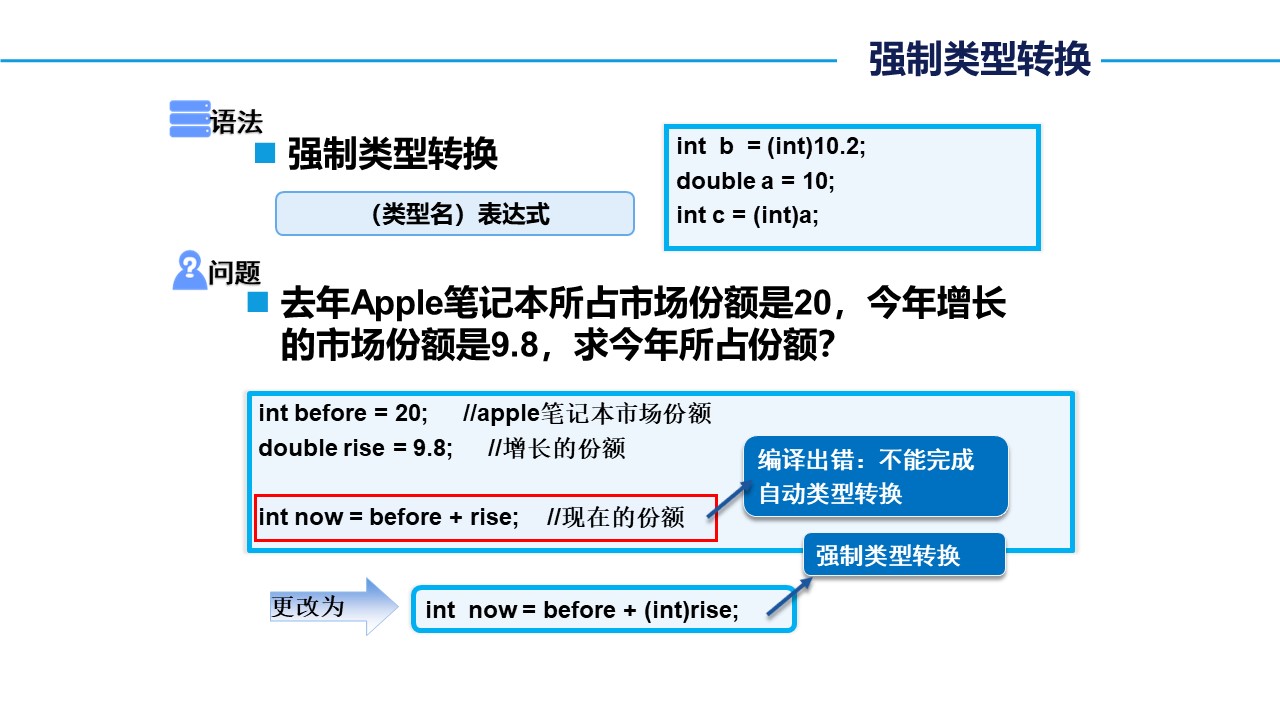 强制类型转换
语法
强制类型转换
（类型名）表达式
int b = (int)10.2;
double a = 10;
int c = (int)a;
问题
去年Apple笔记本所占市场份额是20，今年增长
的市场份额是9.8，求今年所占份额？
int before = 20; //apple笔记本市场份额
double rise = 9.8; //增长的份额
int now = before + rise; //现在的份额
编译出错：不能完成
自动类型转换
强制类型转换
更改为
int now = before + (int)rise;